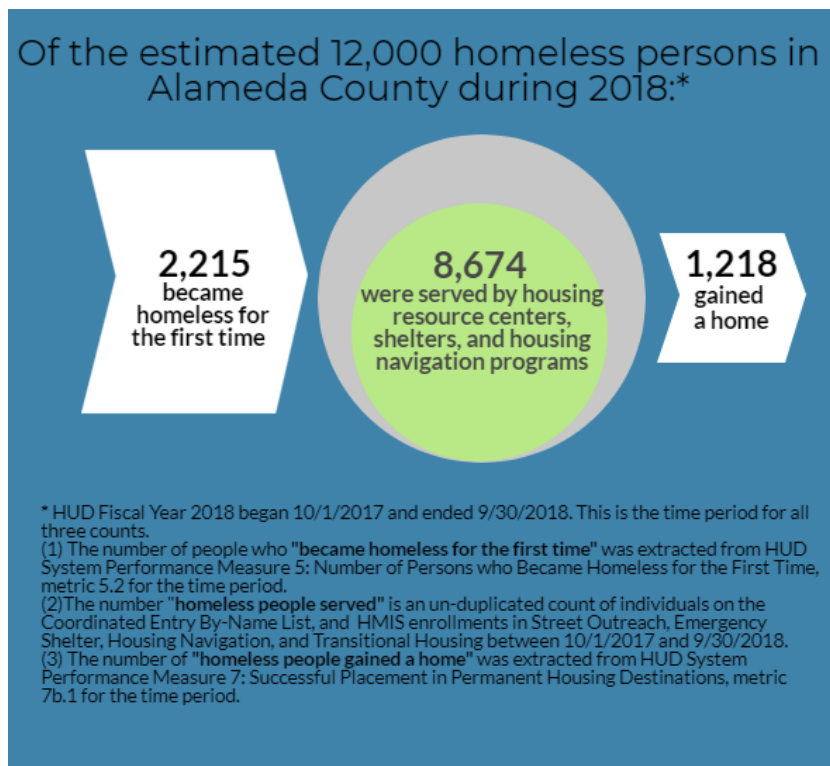 Of the estimated 12,000 homeless persons in
Alameda County during 2018:*
2,215
became
homeless for
the first time
8,674
were served by housing
resource centers,
shelters, and housing
navigation programs
1,218
gained
a home
* HUD Fiscal Year 2018 began 10/1/2017 and ended 9/30/2018. This is the time period for all
three counts.
(1) The number of people who "became homeless for the first time" was extracted from HUD
System Performance Measure 5: Number of Persons who Became Homeless for the First Time,
metric 5.2 for the time period.
(2)The number "homeless people served" is an un-duplicated count of individuals on the
Coordinated Entry By-Name List, and HMIS enrollments in Street Outreach, Emergency
Shelter, Housing Navigation, and Transitional Housing between 10/1/2017 and 9/30/2018.
(3) The number of "homeless people gained a home" was extracted from HUD System
Performance Measure 7: Successful Placement in Permanent Housing Destinations, metric
7b.1 for the time period.